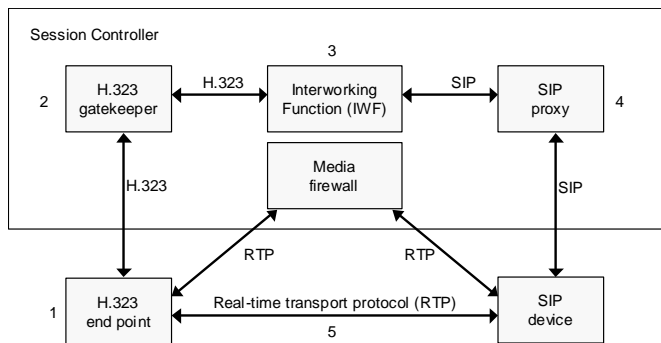 Session Controller
3
2
H.323
gatekeeper
H.323
Interworking
Function (IWF)
SIP
SIP
proxy
4
Media
firewall
H.323
SIP
RTP
RTP
1
H.323
end point
Real-time transport protocol (RTP)
5
SIP
device